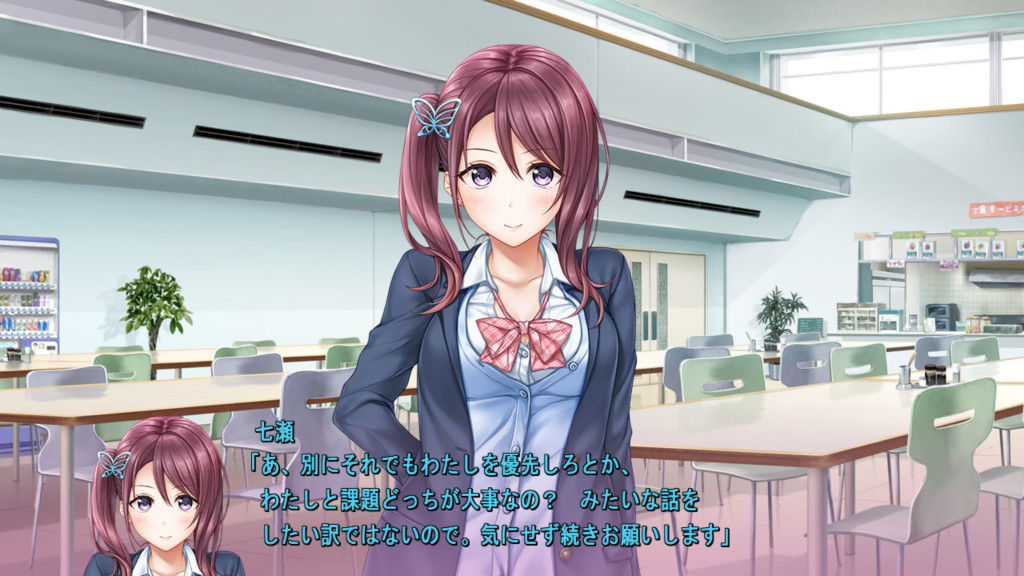 七瀬
「あ、別にそれでもわたしを優先しろとか、
わたしと課題どっちが大事なの？　みたいな話を
したい訳ではないので。気にせず続きお願いします」